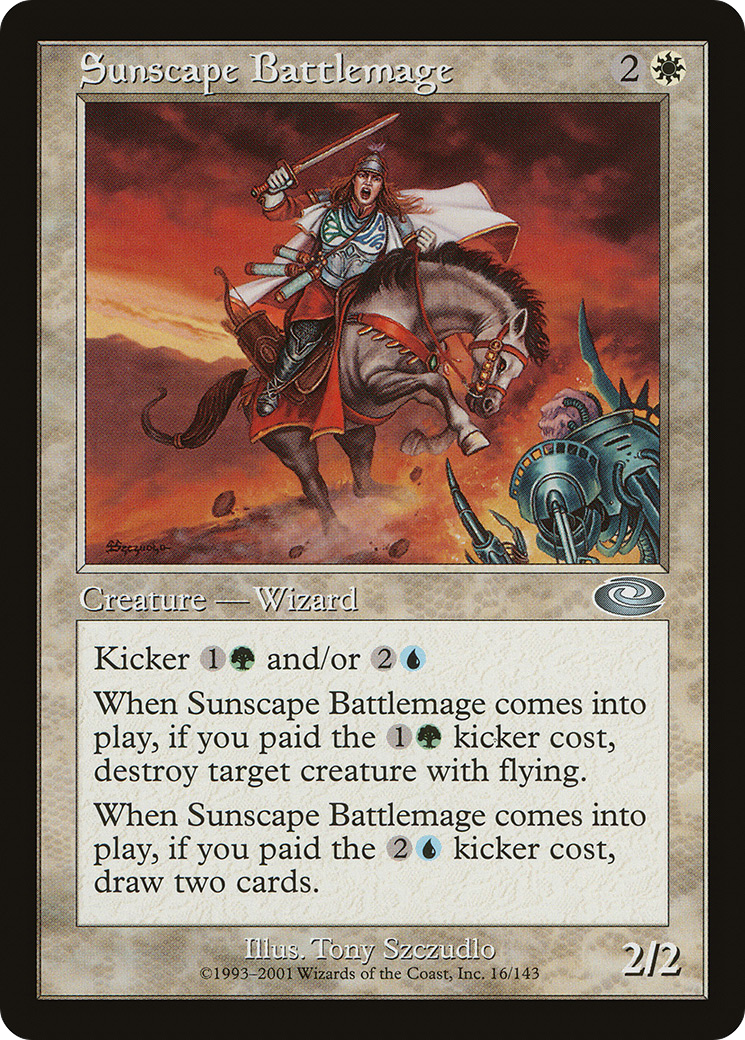 Sunscape Battlemage 2
Szczudlo
Creature — Wizard
Kicker 1 and/or 2
When Sunscape Battlemage comes into
play, if you paid the 1 kicker cost,
destroy target creature with flying.
When Sunscape Battlemage comes into
play, if you paid the 2 kicker cost,
draw two cards.
Illus. Tony Szczudlo
©1993–2001 Wizards of the Coast, Inc. 16/143
2/2